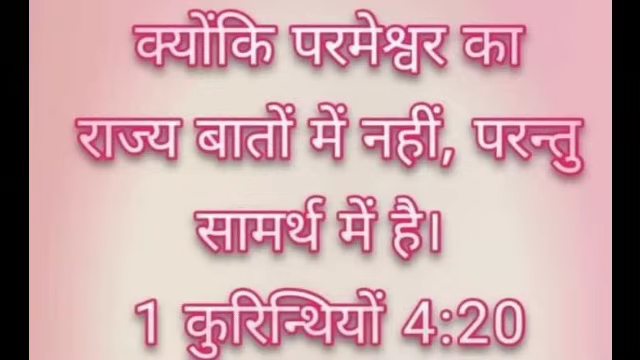 क्योंकि परमेश्वर का
राज्य बातों में नहीं, परन्तु
सामर्थ में है।
1 कुरिन्थियों 4:20